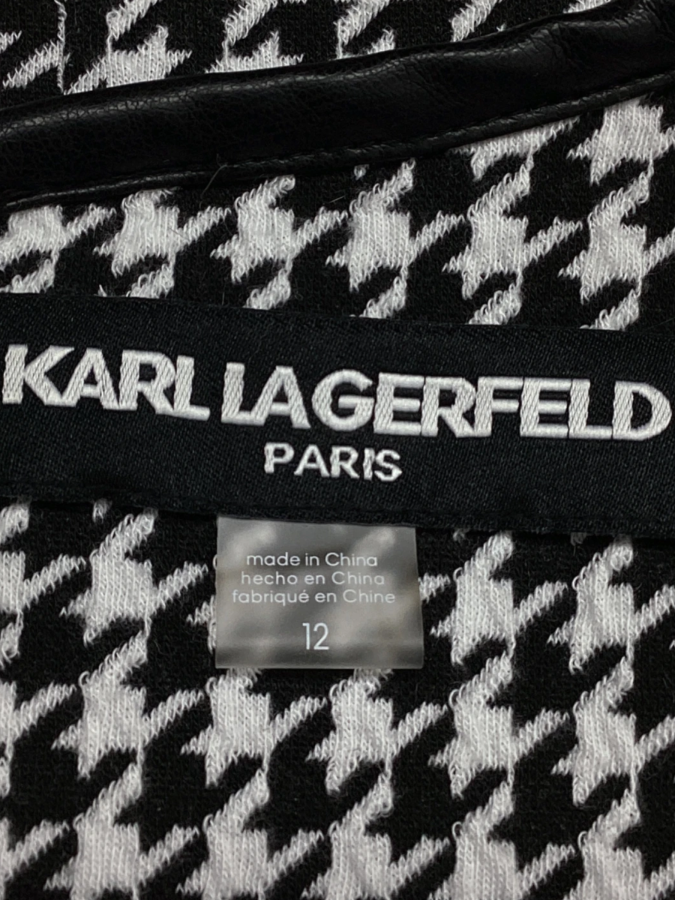 KARL LAGERFELD
PARIS
made in China
hecho en China
fabriqué en Chine
12